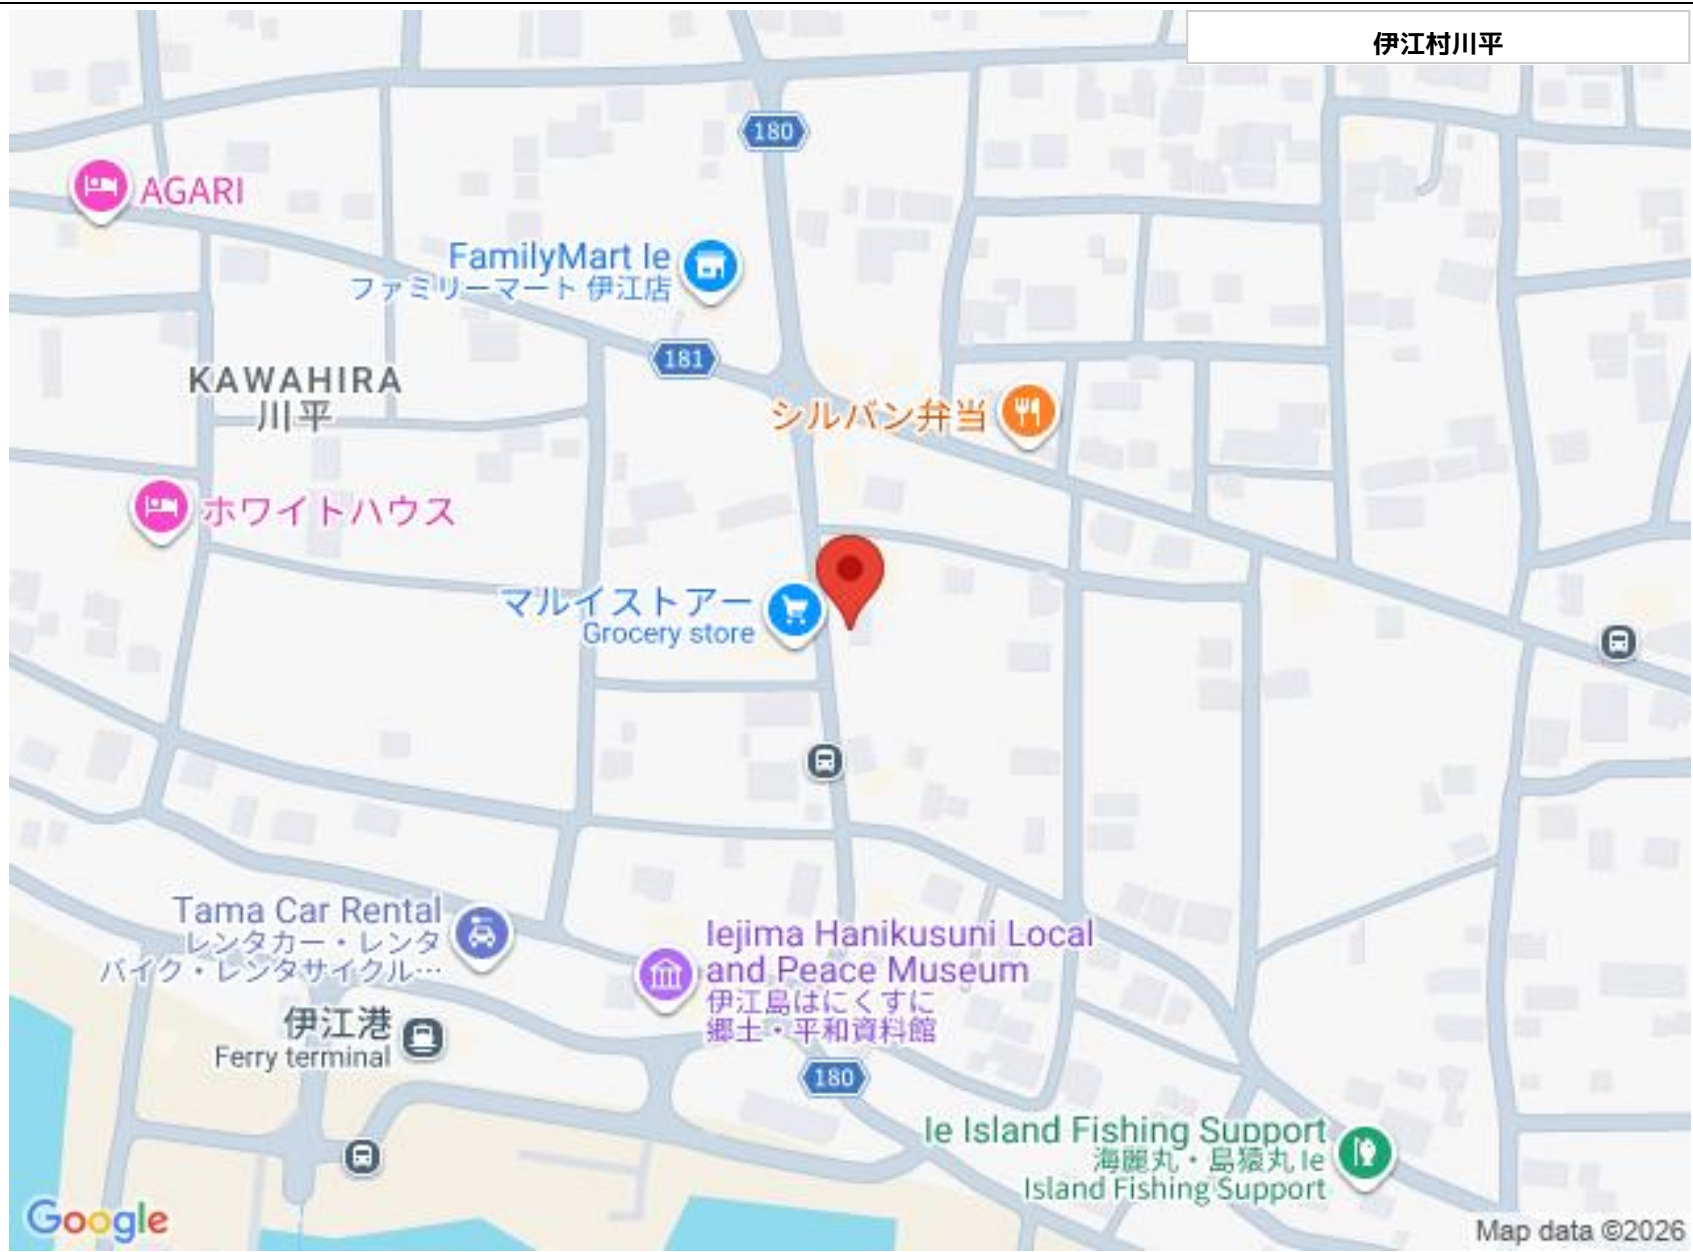 伊江村川平
180
AGARI
FamilyMart Ie
ファミリーマート 伊江店
181
KAWAHIRA
川平
シルバン弁当
ホワイトハウス
マルイストアー
Grocery store
Tama Car Rental
レンタカー・レンタ
バイク・レンタサイクル…
Iejima Hanikusuni Local
and Peace Museum
伊江島はにくすに
郷土・平和資料館
伊江港
Ferry terminal
180
Ie Island Fishing Support
海麗丸・島猿丸 Ie
Island Fishing Support
Google
Map data ©2026